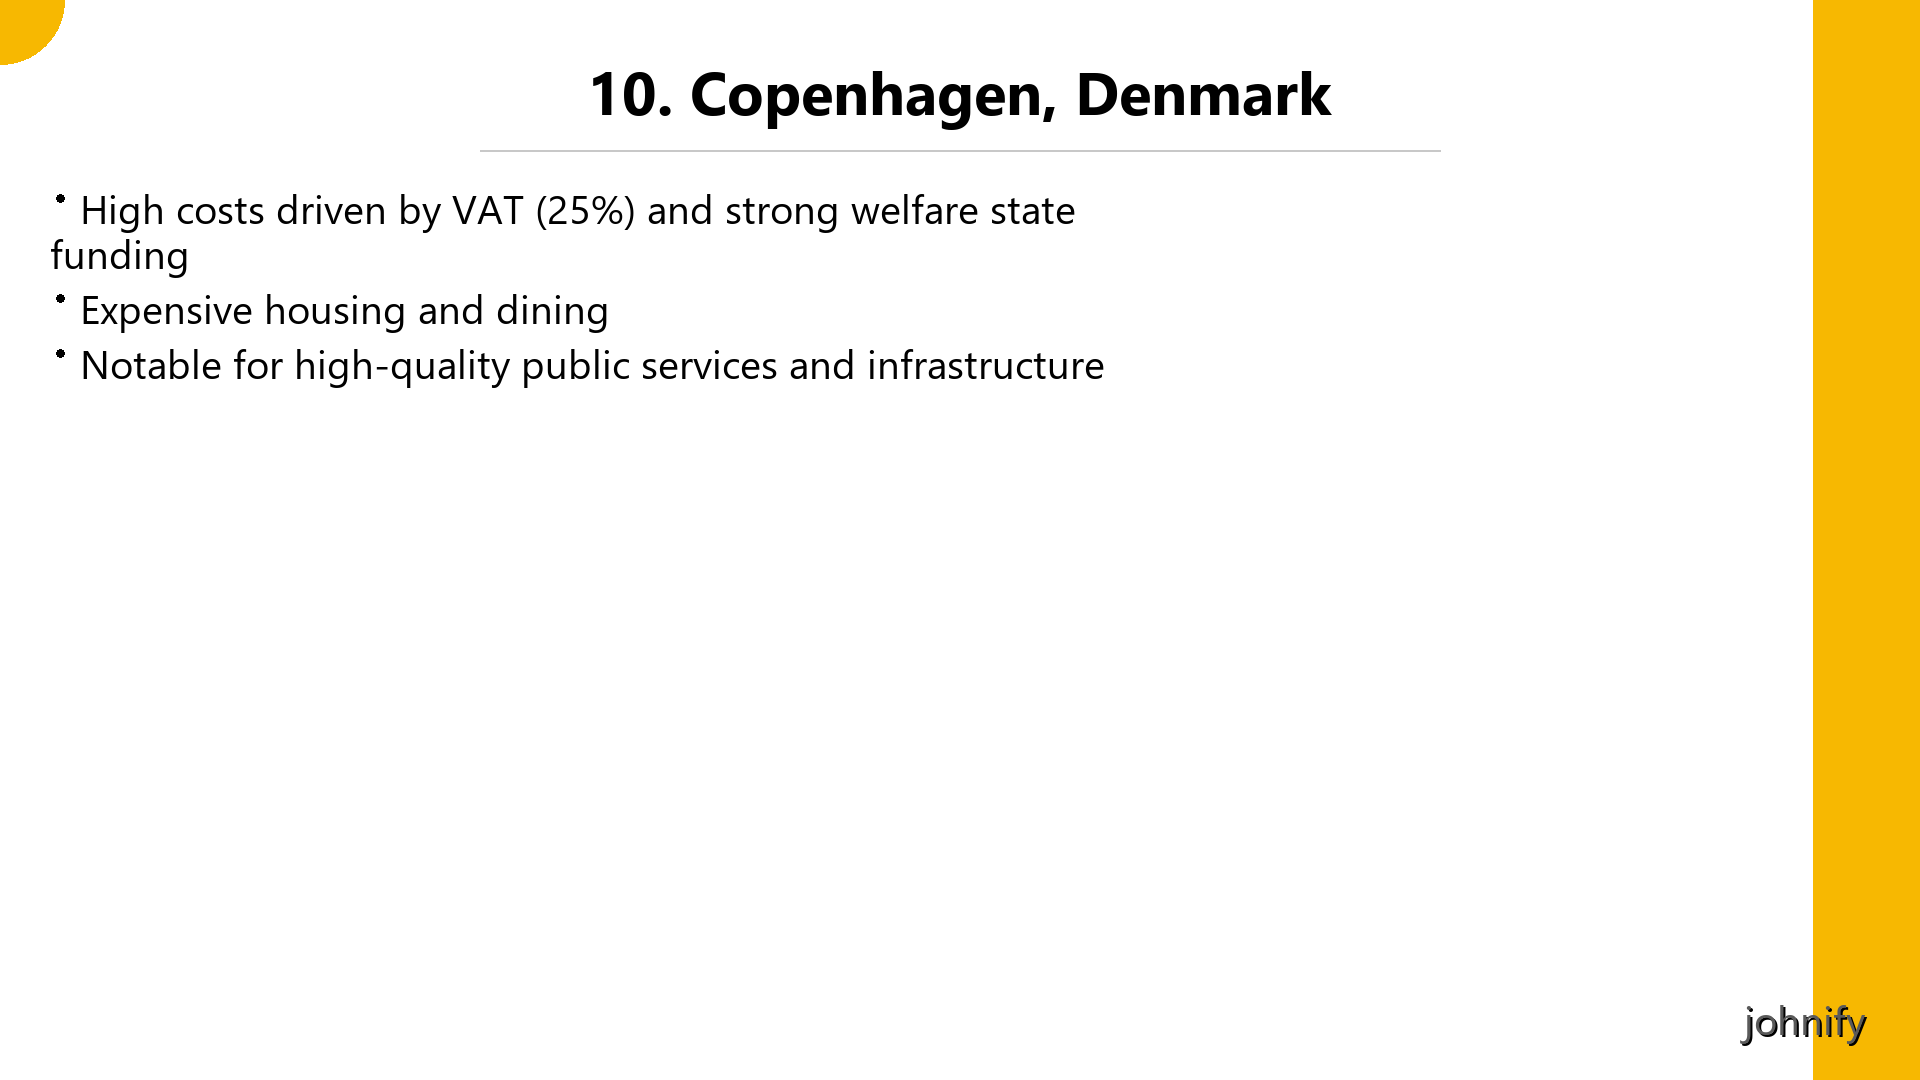 10. Copenhagen, Denmark
• High costs driven by VAT (25%) and strong welfare state
funding
• Expensive housing and dining
• Notable for high-quality public services and infrastructure
johnify